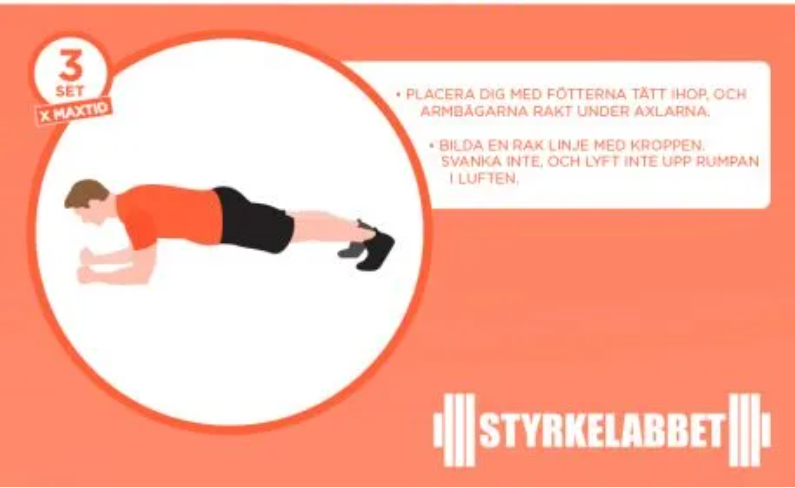 3
SET
X MAXTID
• PLACERA DIG MED FÖTTERNA TÄTT IHOP, OCH
ARMBÅGARNA RAKT UNDER AXLARNA.
• BILDA EN RAK LINJE MED KROPPEN.
SVANKA INTE, OCH LYFT INTE UPP RUMPAN
I LUFTEN.
STYRKELABBET